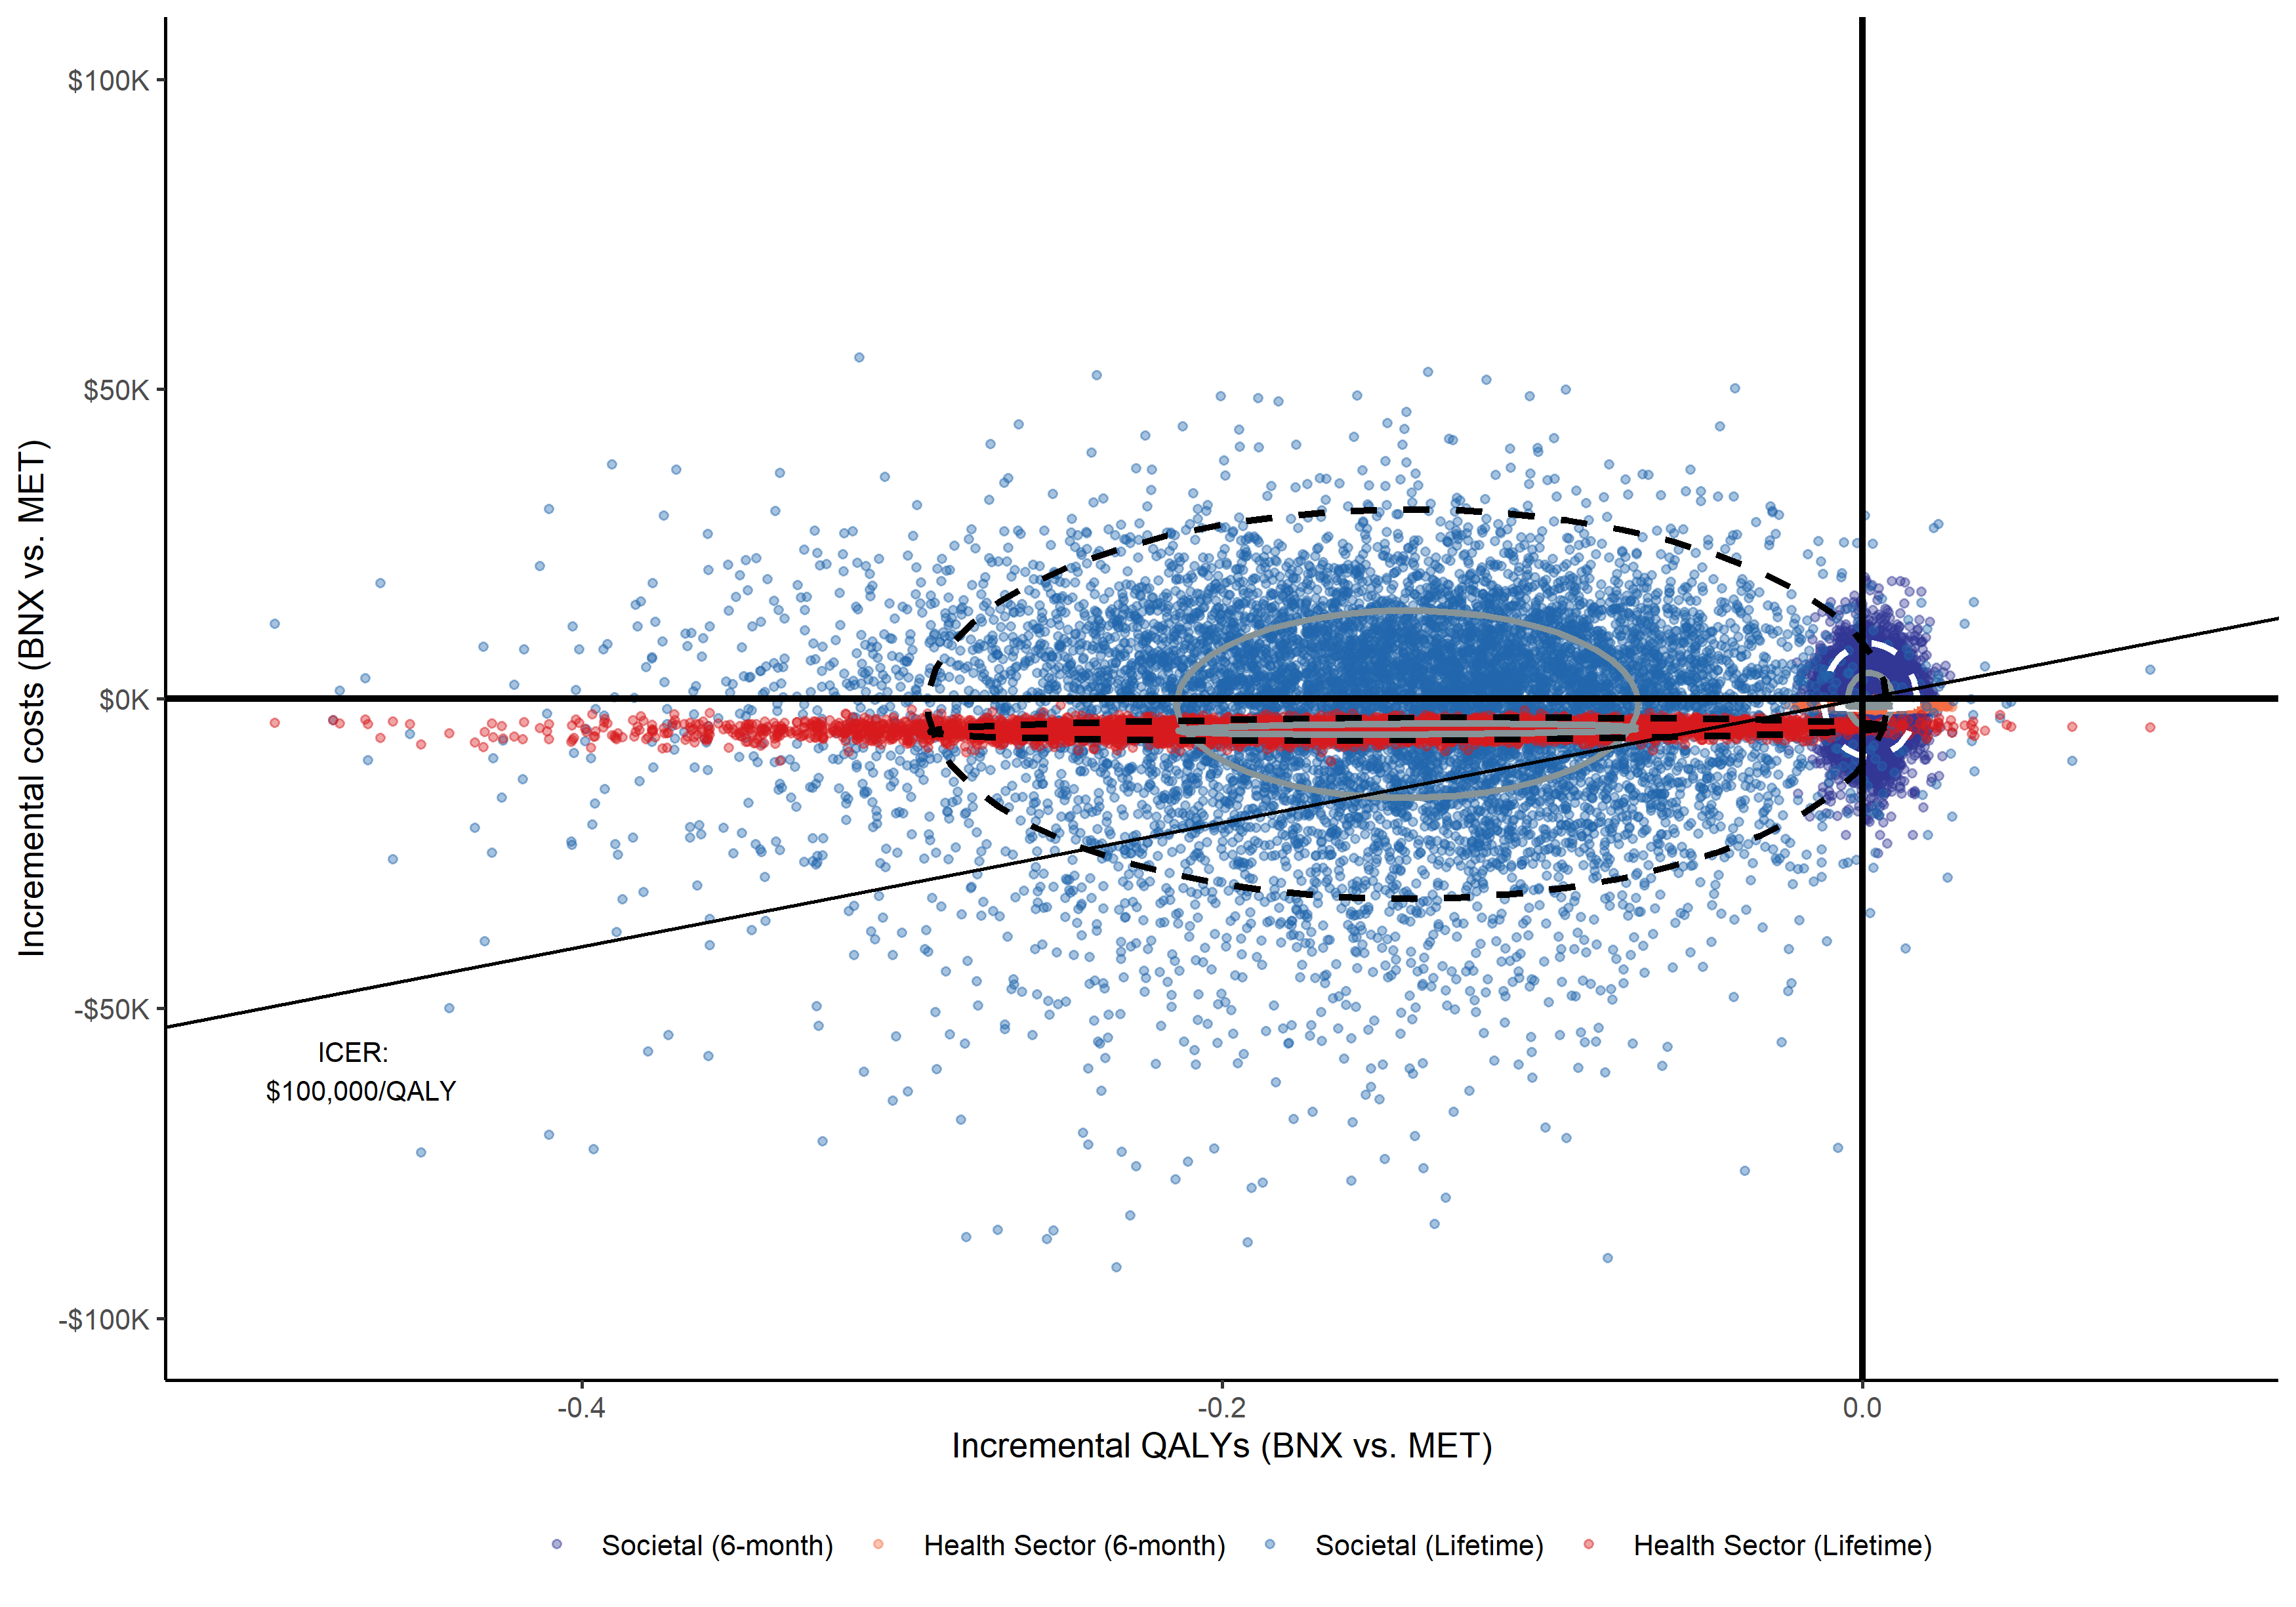 $100K
$50K
$0K
-$50K
-$100K
Incremental costs (BNX vs. MET)
ICER:
$100,000/QALY
-0.4
-0.2
0.0
Incremental QALYs (BNX vs. MET)
Societal (6-month)
Health Sector (6-month)
Societal (Lifetime)
Health Sector (Lifetime)